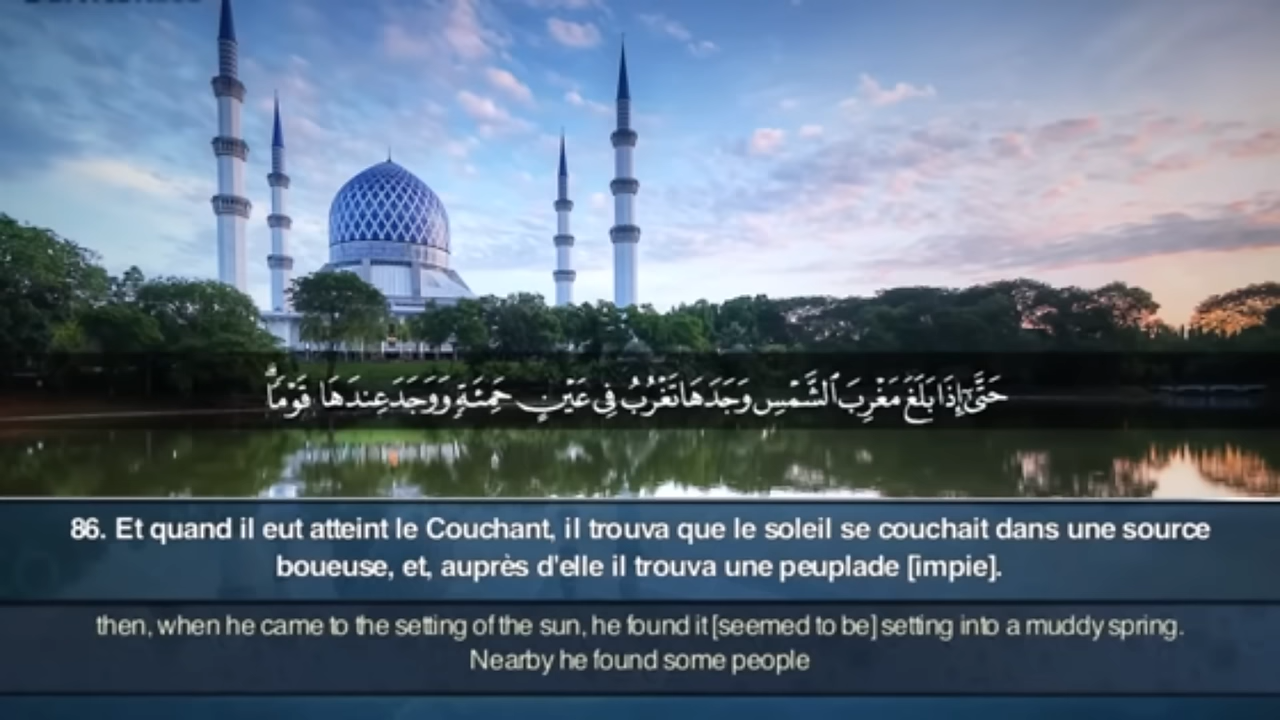 حَتَّىٰٓ إِذَا بَلَغَ مَغْرِبَ ٱلشَّمْسِ وَجَدَهَا تَغْرُبُ فِى عَيْنٍ حَمِئَةٍ وَوَجَدَ عِندَهَا قَوْمًاۗ
86. Et quand il eut atteint le Couchant, il trouva que le soleil se couchait dans une source
boueuse, et, auprès d'elle il trouva une peuplade [impie].
then, when he came to the setting of the sun, he found it [seemed to be] setting into a muddy spring.
Nearby he found some people